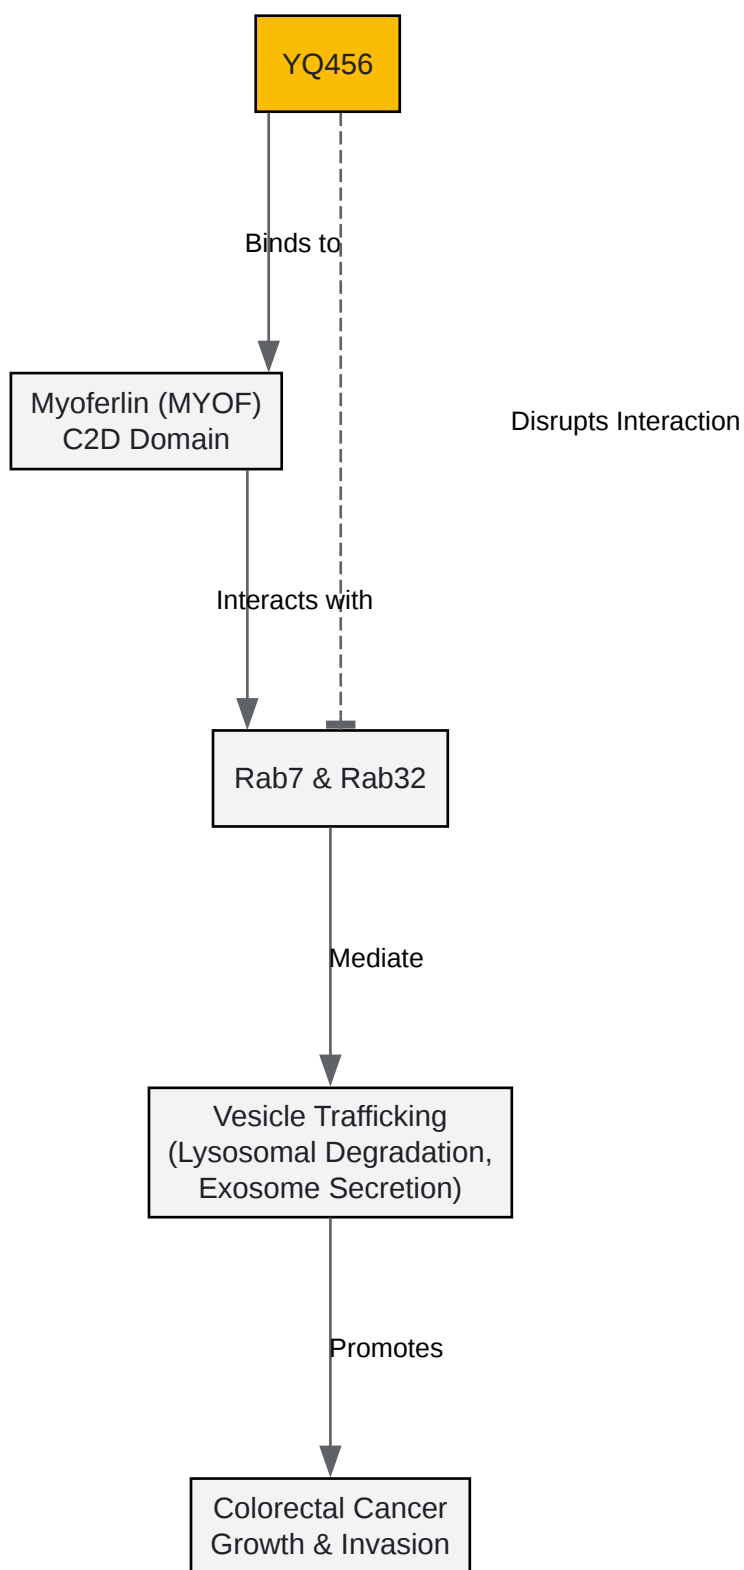 YQ456
Binds to
Myoferlin (MYOF)
C2D Domain
Disrupts Interaction
Interacts with
Rab7 & Rab32
Mediate
Vesicle Trafficking
(Lysosomal Degradation,
Exosome Secretion)
Promotes
Colorectal Cancer
Growth & Invasion